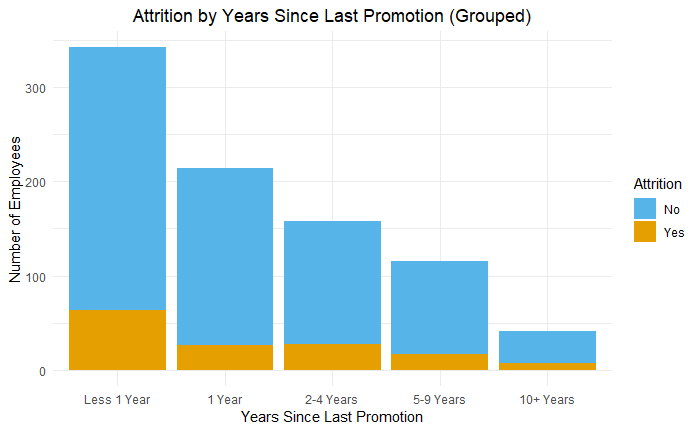 Attrition by Years Since Last Promotion (Grouped)
Number of Employees
300
200
100
0
Less 1 Year
1 Year
2-4 Years
5-9 Years
10+ Years
Years Since Last Promotion
Attrition
No
Yes